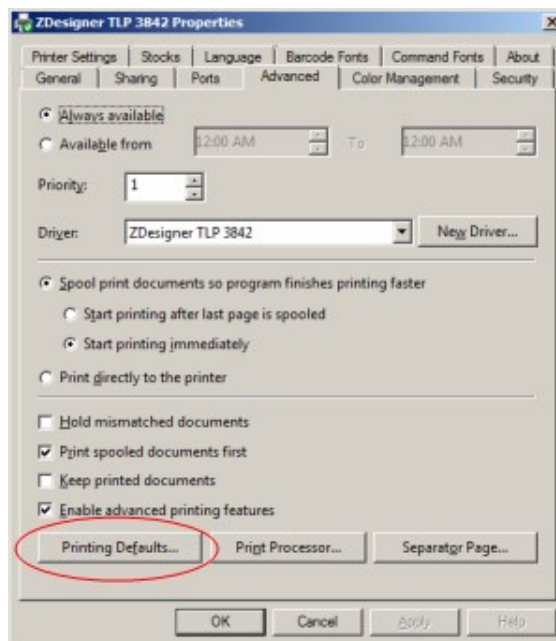 ZDesigner TLP 3842 Properties
Printer Settings Stocks Language Barcode Fonts Command Fonts About
General Sharing Ports Advanced Color Management Security
Always available
Available from 12:00 AM To 12:00 AM
Priority: 1
Driver: ZDesigner TLP 3842 New Driver...
Spool print documents so program finishes printing faster
Start printing after last page is spooled
Start printing immediately
Print directly to the printer
Hold mismatched documents
Print spooled documents first
Keep printed documents
Enable advanced printing features
Printing Defaults... Print Processor... Separator Page...
OK Cancel Apply Help